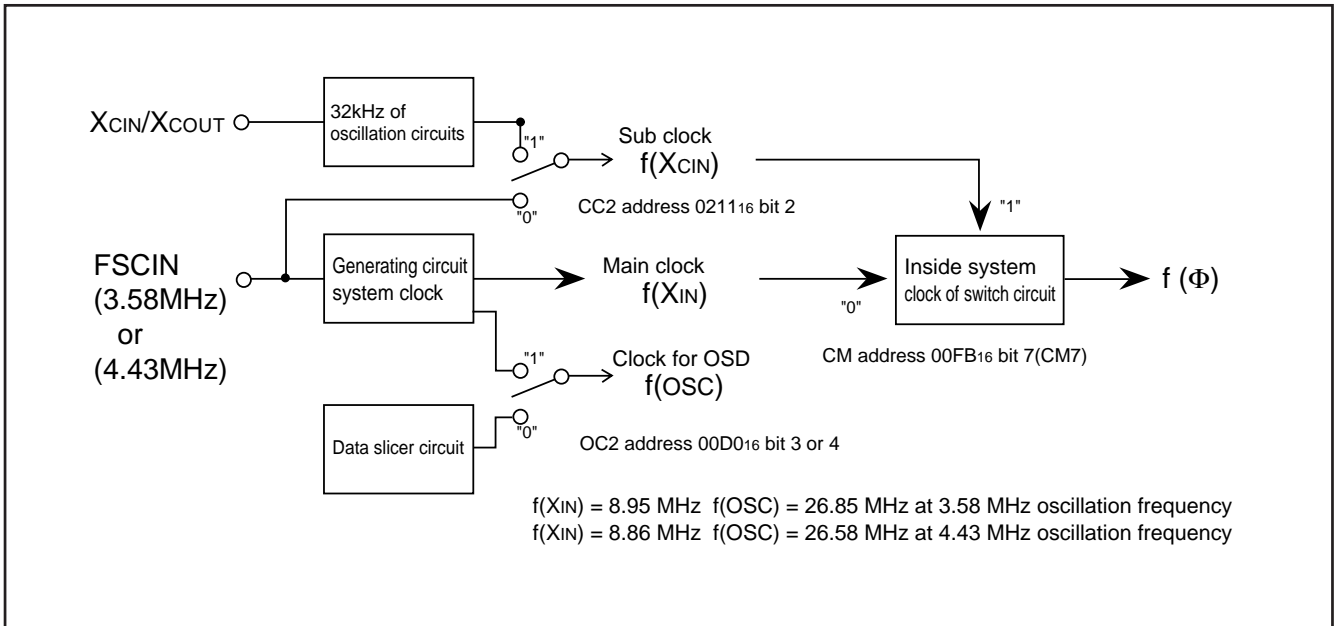 XCIN/XCOUT
32kHz of
oscillation circuits
"1"
"0"
Sub clock
f(XCIN)
CC2 address 021116 bit 2
"1"
FSCIN
(3.58MHz)
or
(4.43MHz)
Generating circuit
system clock
Main clock
f(XIN)
"0"
Inside system
clock of switch circuit
f (Φ)
CM address 00FB16 bit 7(CM7)
"1"
"0"
Clock for OSD
f(OSC)
Data slicer circuit
OC2 address 00D016 bit 3 or 4
f(XIN) = 8.95 MHz f(OSC) = 26.85 MHz at 3.58 MHz oscillation frequency
f(XIN) = 8.86 MHz f(OSC) = 26.58 MHz at 4.43 MHz oscillation frequency